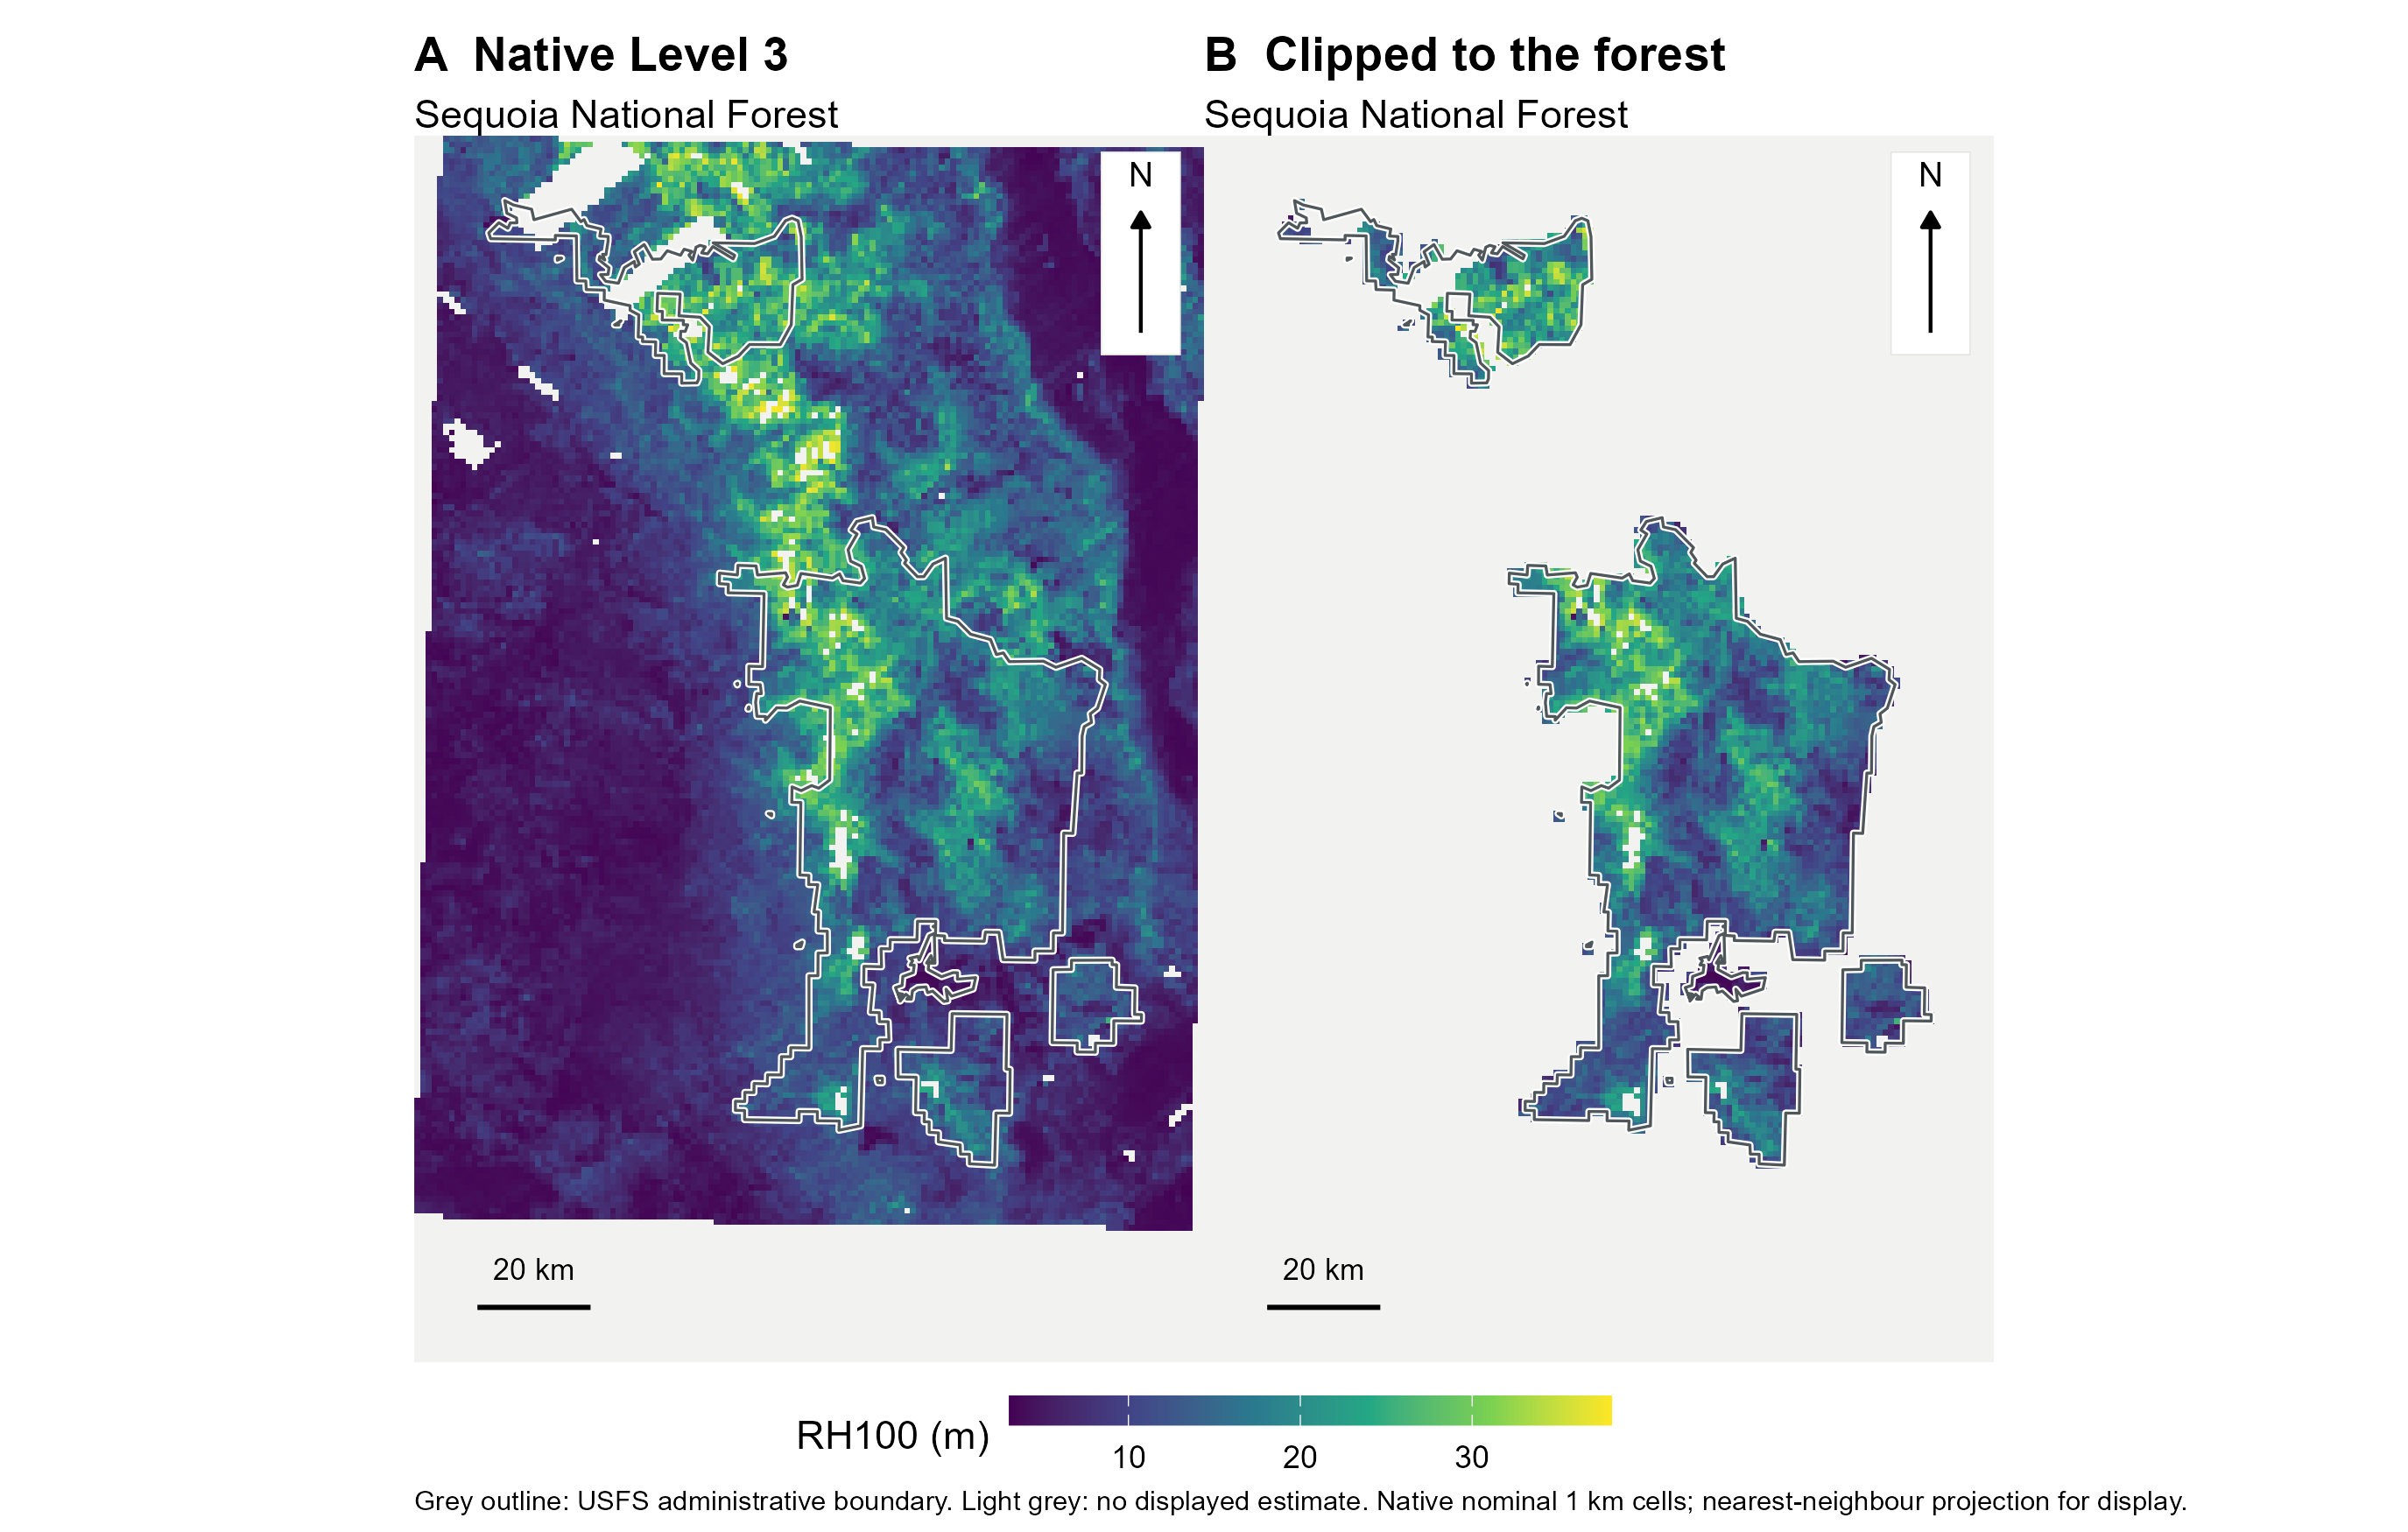 A Native Level 3
Sequoia National Forest
N
20 km
B Clipped to the forest
Sequoia National Forest
N
20 km
RH100 (m)
10 20 30
Grey outline: USFS administrative boundary. Light grey: no displayed estimate. Native nominal 1 km cells; nearest-neighbour projection for display.